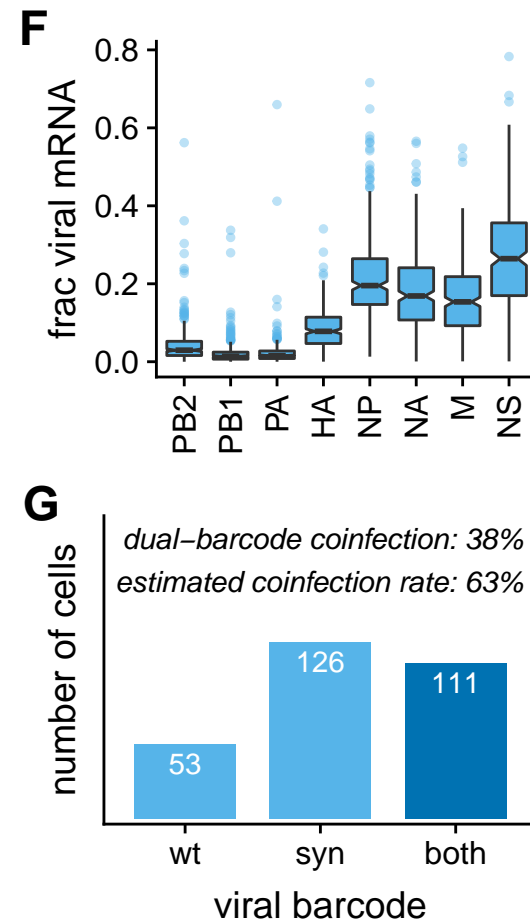 F
frac viral mRNA
0.8
0.6
0.4
0.2
0.0
PB2
PB1
PA
HA
NP
NA
M
NS
G
number of cells
dual−barcode coinfection: 38%
estimated coinfection rate: 63%
53
126
111
wt
syn
both
viral barcode